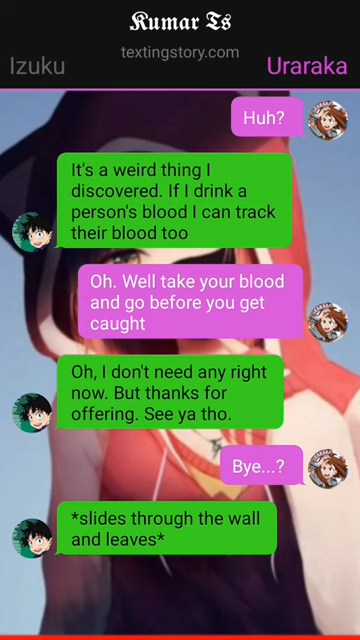 Kumar Ts
textingstory.com
Izuku
Uraraka
Huh?
It's a weird thing I
discovered. If I drink a
person's blood I can track
their blood too
Oh. Well take your blood
and go before you get
caught
Oh, I don't need any right
now. But thanks for
offering. See ya tho.
Bye...?
*slides through the wall
and leaves*